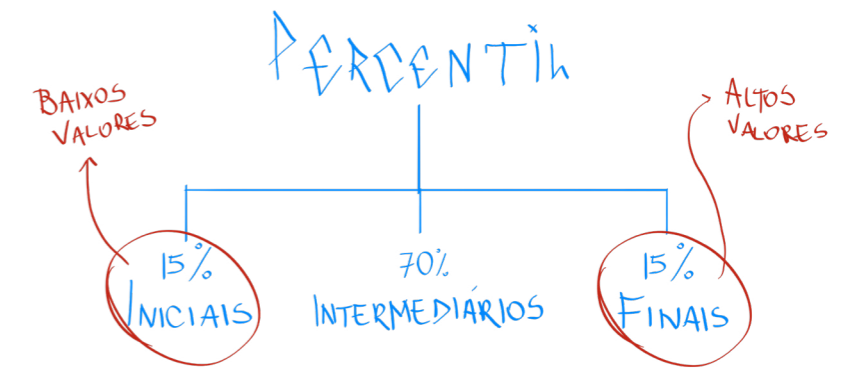 PERCENTIL
BAIXOS
VALORES
ALTOS
VALORES
15%
INICIAIS
70%
INTERMEDIÁRIOS
15%
FINAIS